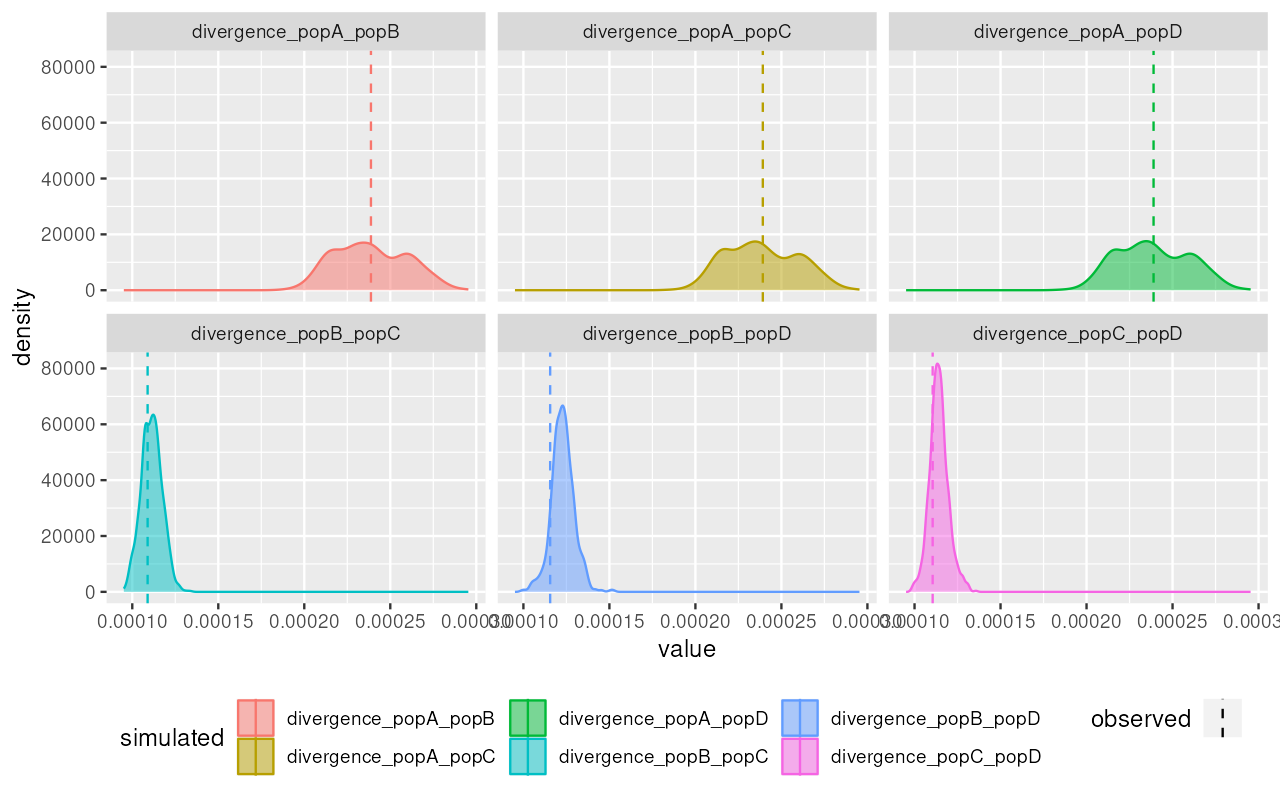 divergence_popA_popB
divergence_popA_popC
divergence_popA_popD
80000
60000
40000
20000
0
density
divergence_popB_popC
divergence_popB_popD
divergence_popC_popD
80000
60000
40000
20000
0
0.00010 0.00015 0.00020 0.00025 0.00030
0.00010 0.00015 0.00020 0.00025 0.00030
0.00010 0.00015 0.00020 0.00025 0.0003
value
simulated
divergence_popA_popB
divergence_popA_popC
divergence_popA_popD
divergence_popB_popC
divergence_popB_popD
divergence_popC_popD
observed